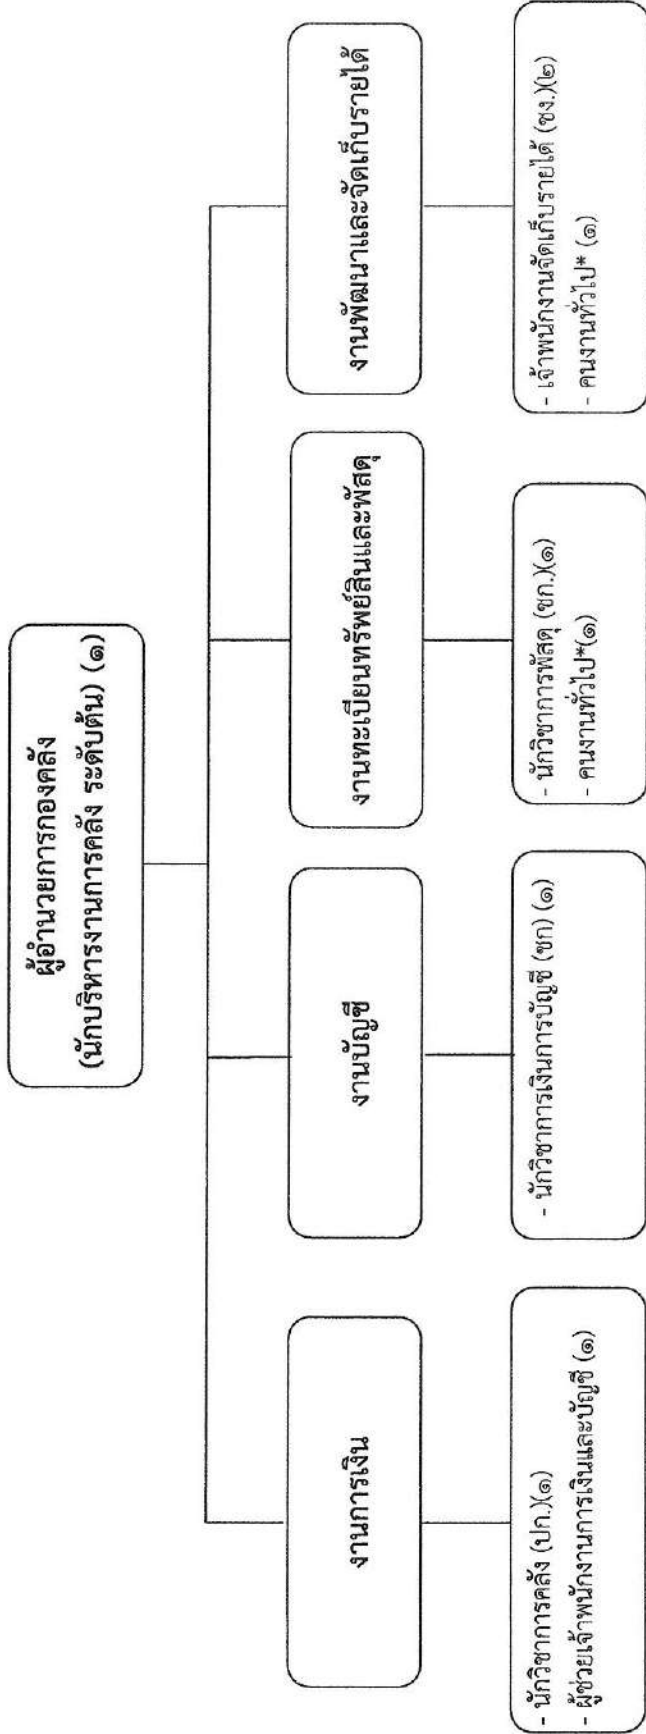 ผู้อำนวยการกองคลัง
(นักบริหารงานการคลัง ระดับต้น) (๑)
งานการเงิน
งานบัญชี
งานทะเบียนทรัพย์สินและพัสดุ
งานพัฒนาและจัดเก็บรายได้
- นักวิชาการคลัง (ปก.)(๑)
- ผู้ช่วยเจ้าพนักงานการเงินและบัญชี (๑)
- นักวิชาการเงินการบัญชี (ชก) (๑)
- นักวิชาการพัสดุ (ชก.)(๑)
- คนงานทั่วไป*(๑)
- เจ้าพนักงานจัดเก็บรายได้ (ชง.)(๒)
- คนงานทั่วไป* (๑)